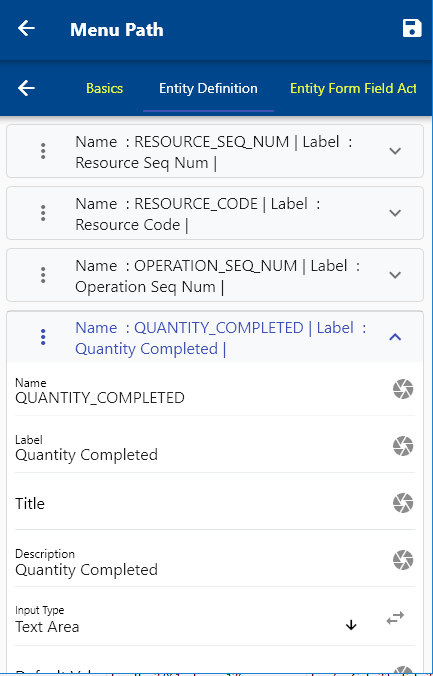 Menu Path
Basics Entity Definition Entity Form Field Act
Name : RESOURCE_SEQ_NUM | Label :
Resource Seq Num |
Name : RESOURCE_CODE | Label :
Resource Code |
Name : OPERATION_SEQ_NUM | Label :
Operation Seq Num |
Name : QUANTITY_COMPLETED | Label :
Quantity Completed |
Name
QUANTITY_COMPLETED
Label
Quantity Completed
Title
Description
Quantity Completed
Input Type
Text Area